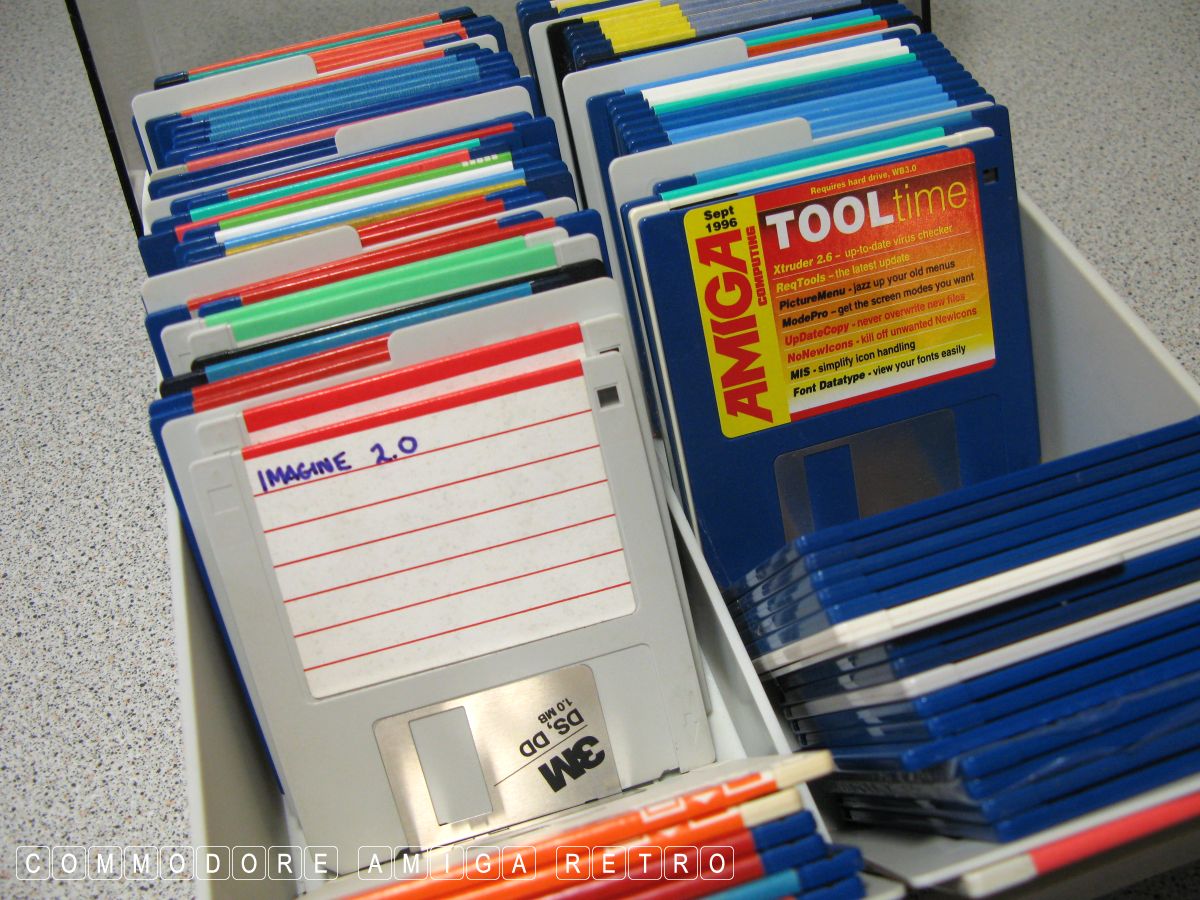 Requires hard drive, WB3.0
TOOLtime
Sept
1996
AMIGA
COMPUTING
Xtruder 2.6 – up-to-date virus checker
ReqTools – the latest update
PictureMenu - jazz up your old menus
ModePro - get the screen modes you want
UpDateCopy - never overwrite new files
NoNewIcons - kill off unwanted NewIcons
MIS - simplify icon handling
Font Datatype - view your fonts easily
IMAGINE 2.0
3M
DS, DD
1.0 MB
COMMODORE AMIGA RETRO